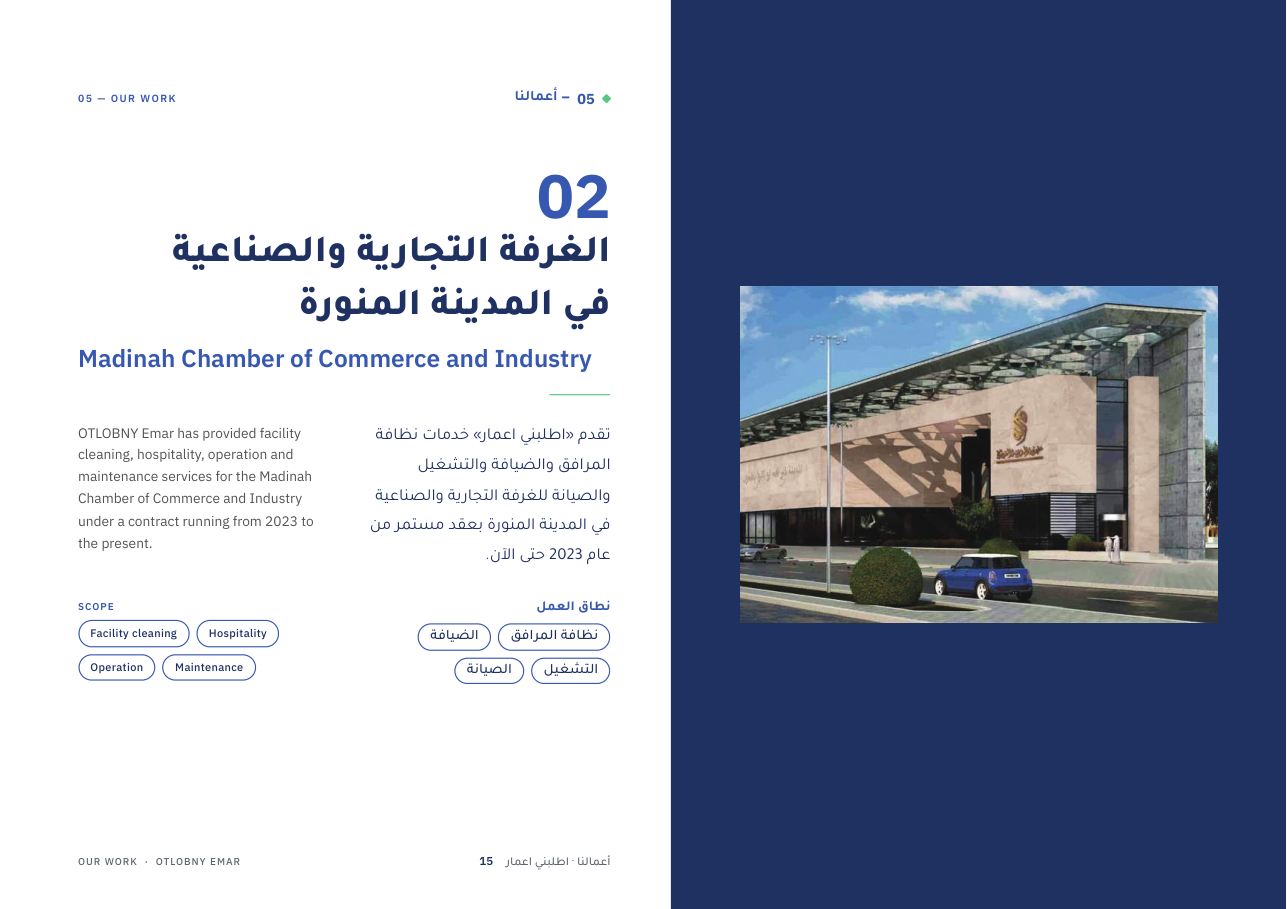 05 — OUR WORK
05 – أعمالنا
02
الغرفة التجارية والصناعية
في المدينة المنورة
Madinah Chamber of Commerce and Industry
OTLOBNY Emar has provided facility
cleaning, hospitality, operation and
maintenance services for the Madinah
Chamber of Commerce and Industry
under a contract running from 2023 to
the present.
تقدم «اطلبني اعمار» خدمات نظافة
المرافق والضيافة والتشغيل
والصيانة للغرفة التجارية والصناعية
في المدينة المنورة بعقد مستمر من
عام 2023 حتى الآن.
SCOPE
Facility cleaning
Hospitality
Operation
Maintenance
نطاق العمل
نظافة المرافق
الضيافة
التشغيل
الصيانة
OUR WORK · OTLOBNY EMAR
أعمالنا · اطلبني اعمار 15